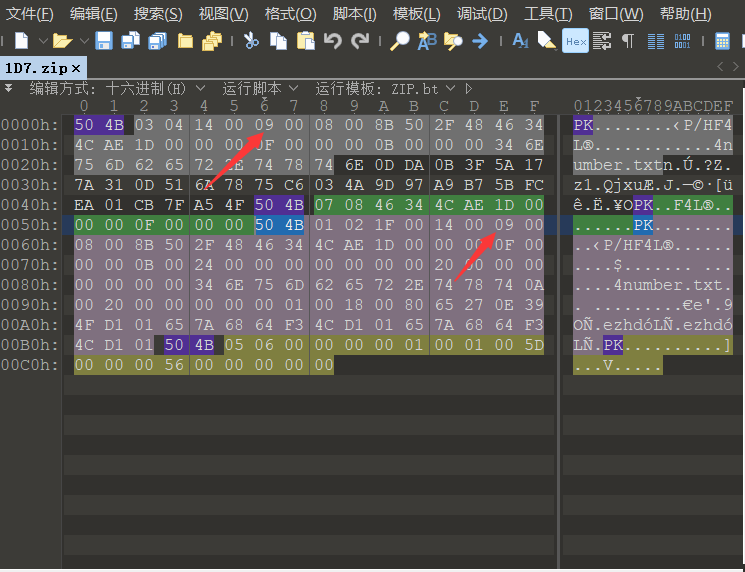 文件(F) 编辑(E) 搜索(S) 视图(V) 格式(O) 脚本(I) 模板(L) 调试(D) 工具(T) 窗口(W) 帮助(H)
Hex
1D7.zip×
编辑方式: 十六进制(H) 运行脚本 运行模板: ZIP.bt
0 1 2 3 4 5 6 7 8 9 A B C D E F 0123456789ABCDEF
0000h: 50 4B 03 04 14 00 09 00 08 00 8B 50 2F 48 46 34 PK........‹P/HF4
0010h: 4C AE 1D 00 00 00 0F 00 00 00 0B 00 00 00 34 6E L®............4n
0020h: 75 6D 62 65 72 2E 74 78 74 6E 0D DA 0B 3F 5A 17 umber.txtn.Ú.?Z.
0030h: 7A 31 0D 51 6A 78 75 C6 03 4A 9D 97 A9 B7 5B FC z1.QjxuÆ.J.—©·[ü
0040h: EA 01 CB 7F A5 4F 50 4B 07 08 46 34 4C AE 1D 00 ê.Ë.¥OPK..F4L®..
0050h: 00 00 0F 00 00 00 50 4B 01 02 1F 00 14 00 09 00 ......PK........
0060h: 08 00 8B 50 2F 48 46 34 4C AE 1D 00 00 00 0F 00 ..‹P/HF4L®......
0070h: 00 00 0B 00 24 00 00 00 00 00 00 00 20 00 00 00 ....$....... ...
0080h: 00 00 00 00 34 6E 75 6D 62 65 72 2E 74 78 74 0A ....4number.txt.
0090h: 00 20 00 00 00 00 00 01 00 18 00 80 65 27 0E 39 . .........€e'.9
00A0h: 4F D1 01 65 7A 68 64 F3 4C D1 01 65 7A 68 64 F3 OÑ.ezhdóLÑ.ezhdó
00B0h: 4C D1 01 50 4B 05 06 00 00 00 00 01 00 01 00 5D LÑ.PK..........]
00C0h: 00 00 00 56 00 00 00 00 00 ...V.....